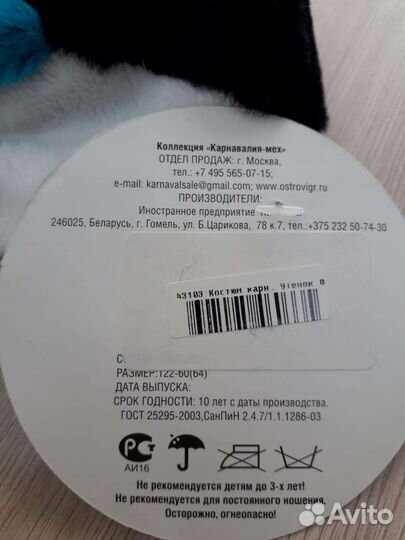 Коллекция «Карнавалия-мех»
ОТДЕЛ ПРОДАЖ: г. Москва,
тел.: +7 495 565-07-15;
e-mail: karnavalsale@gmail.com, www.ostrovigr.ru
ПРОИЗВОДИТЕЛИ:
Иностранное предприятие
246025, Беларусь, г. Гомель, ул. Б.Царикова, 78 к.7, тел.:+375 232 50-74-30
43103 Костюм карн. Утенок 0
РАЗМЕР:122-60(64)
ДАТА ВЫПУСКА:
СРОК ГОДНОСТИ: 10 лет с даты производства.
ГОСТ 25295-2003,СанПиН 2.4.7/1.1.1286-03
РСТ
АИ16
Не рекомендуется детям до 3-х лет!
Не рекомендуется для постоянного ношения,
Осторожно, огнеопасно!
Avito